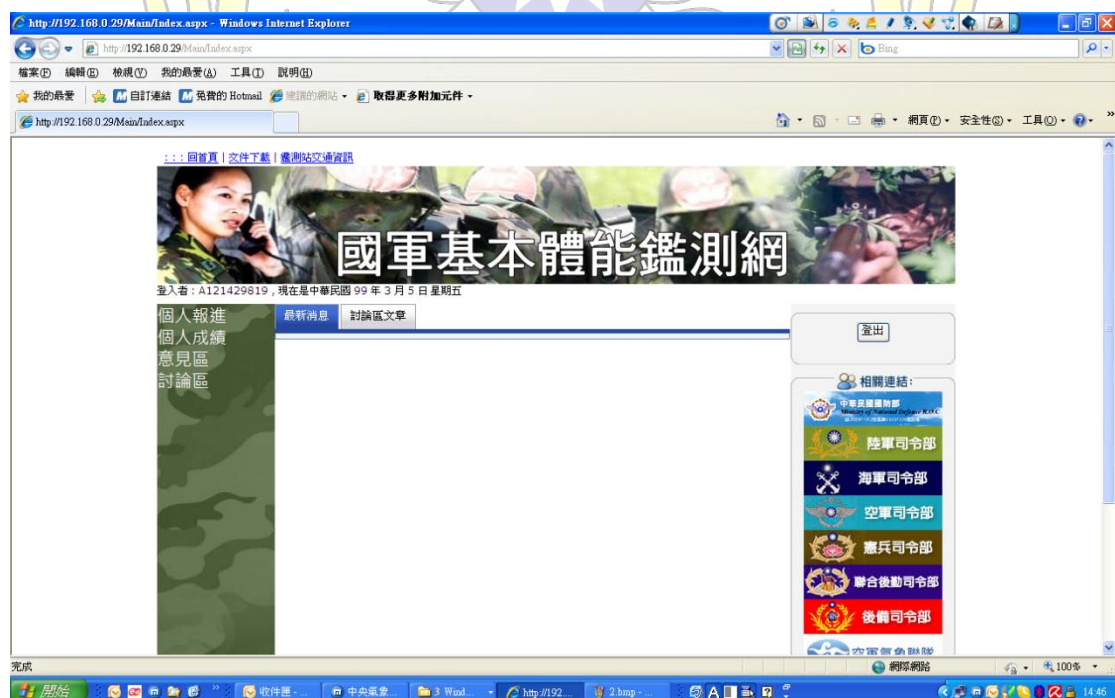 http://192.168.0.29/Main/Index.aspx - Windows Internet Explorer
http://192.168.0.29/Main/Index.aspx
Bing
檔案(F) 編輯(E) 檢視(V) 我的最愛(A) 工具(T) 說明(H)
我的最愛 自訂連結 免費的 Hotmail 建議的網站 取得更多附加元件
http://192.168.0.29/Main/Index.aspx
網頁(P) 安全性(S) 工具(O)
:::回首頁 | 文件下載 | 鑑測站交通資訊
國軍基本體能鑑測網
登入者：A121429819，現在是中華民國 99 年 3 月 5 日 星期五
個人報進
個人成績
意見區
討論區
最新消息 討論區文章
登出
相關連結：
中華民國國防部
Ministry of National Defense R.O.C
陸軍司令部
海軍司令部
空軍司令部
憲兵司令部
聯合後勤司令部
後備司令部
空軍氣象聯隊
完成
網際網路
100%
開始
收件匣 - ...
中央氣象...
3 Wind...
http://192...
2.bmp - ...
14:46